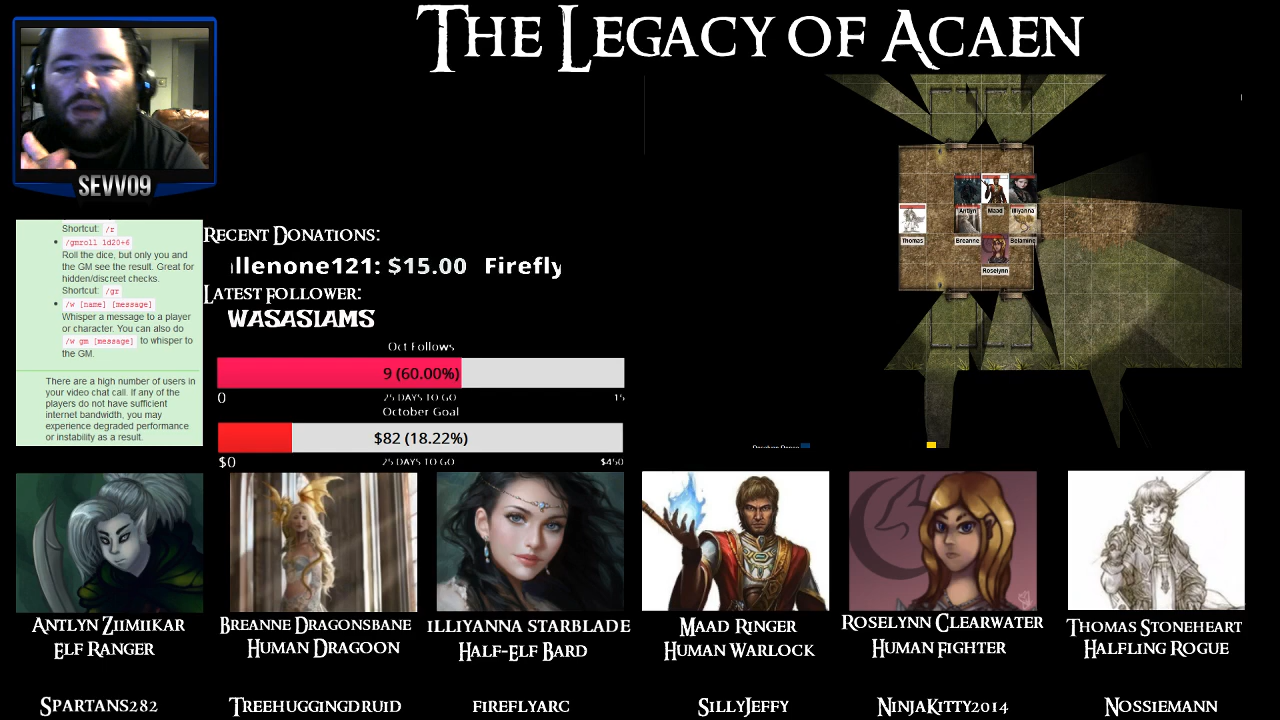 The Legacy of Acaen
SEVV09
Shortcut: /r
/gmroll 1d20+6
Roll the dice, but only you and
the GM see the result. Great for
hidden/discreet checks.
Shortcut: /gr
/w [name] [message]
Whisper a message to a player
or character. You can also do
/w gm [message] to whisper to
the GM.
There are a high number of users in
your video chat call. If any of the
players do not have sufficient
internet bandwidth, you may
experience degraded performance
or instability as a result.
Recent Donations:
llenone121: $15.00 Firefly
Latest Follower:
WASASIAMS
Oct Follows
9 (60.00%)
0 25 DAYS TO GO 15
October Goal
$82 (18.22%)
$0 25 DAYS TO GO $450
Antlyn Maad Illiyanna
Thomas Breanne
Roselynn
Antlyn Ziimiikar
Elf Ranger
Spartans282
Breanne Dragonsbane
Human Dragoon
Treehuggingdruid
Illiyanna Starblade
Half-Elf Bard
fireflyarc
Maad Ringer
Human Warlock
SillyJeffy
Roselynn Clearwater
Human Fighter
NinjaKitty2014
Thomas Stoneheart
Halfling Rogue
Nossiemann